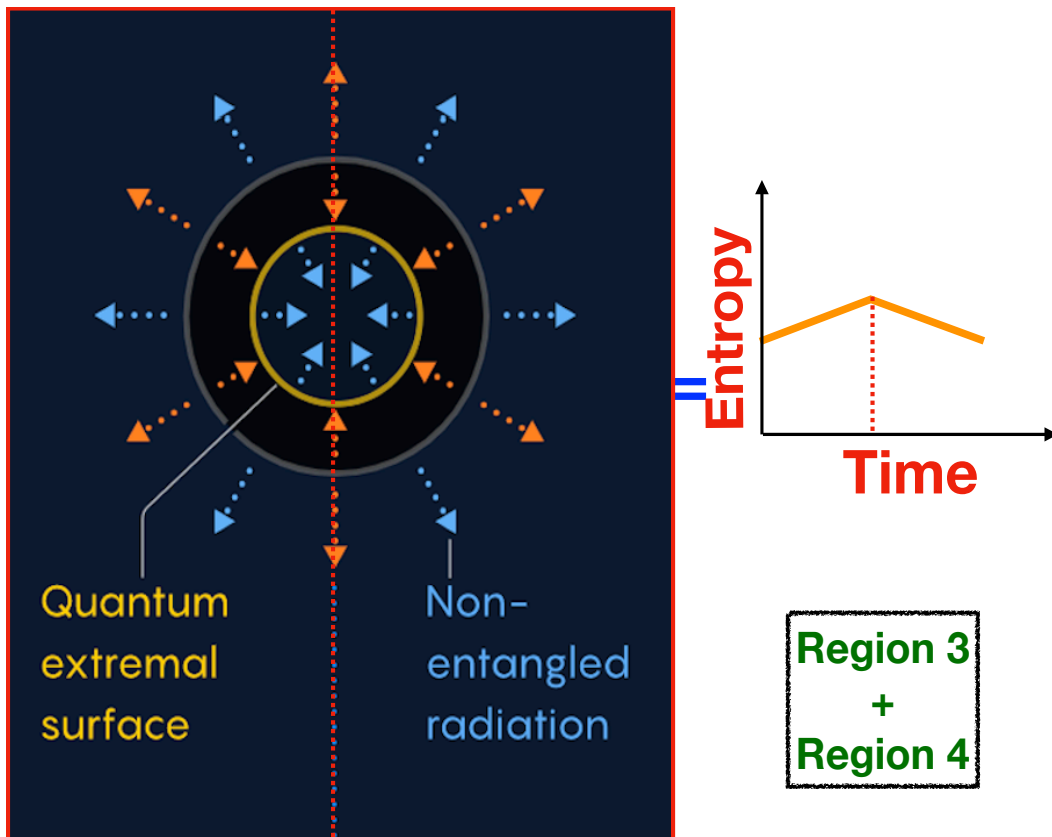 Quantum
extremal
surface
Non-
entangled
radiation
Entropy
Time
Region 3
+
Region 4